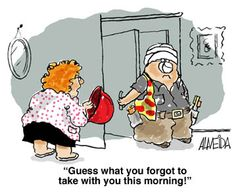 ALMEIDA
"Guess what you forgot to
take with you this morning!"